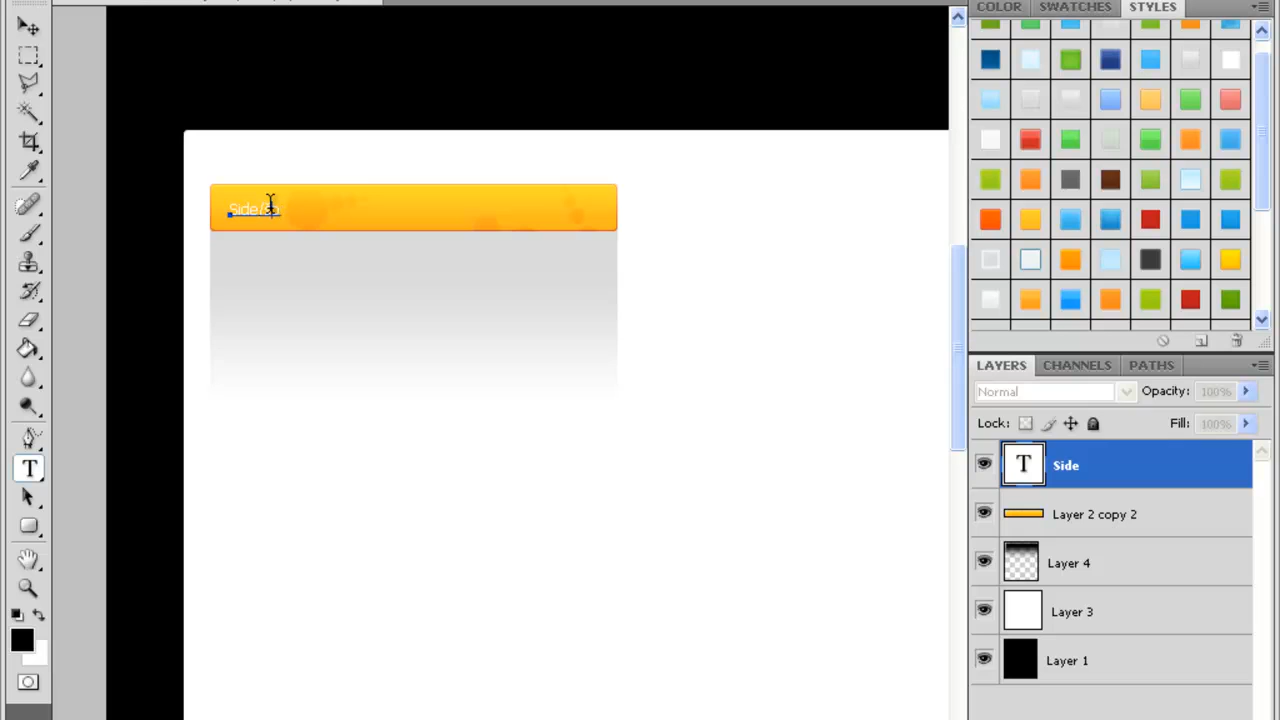 COLOR SWATCHES STYLES
Side/
LAYERS CHANNELS PATHS
Normal Opacity: 100%
Lock: Fill: 100%
T Side
Layer 2 copy 2
Layer 4
Layer 3
Layer 1
T